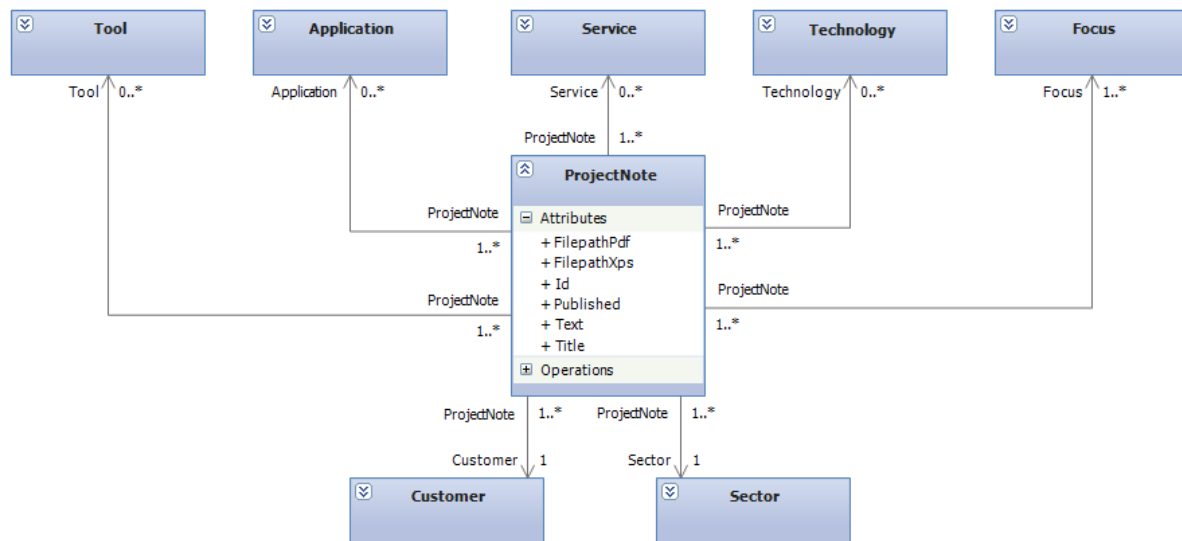 Tool
Application
Service
Technology
Focus
Tool 0..*
Application 0..*
Service 0..*
Technology 0..*
Focus 1..*
ProjectNote 1..*
ProjectNote
ProjectNote
1..*
ProjectNote
1..*
Attributes
+ FilepathPdf
+ FilepathXps
+ Id
+ Published
+ Text
+ Title
Operations
ProjectNote
1..*
ProjectNote
1..*
ProjectNote 1..*
ProjectNote 1..*
Customer 1
Sector 1
Customer
Sector